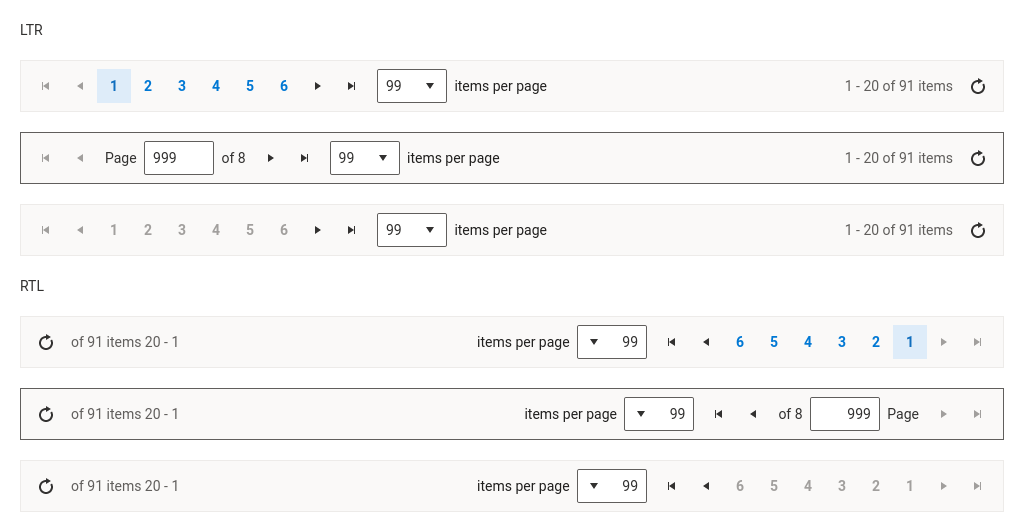 LTR
1 2 3 4 5 6 99 items per page 1 - 20 of 91 items
Page 999 of 8 99 items per page 1 - 20 of 91 items
1 2 3 4 5 6 99 items per page 1 - 20 of 91 items
RTL
of 91 items 20 - 1 items per page 99 6 5 4 3 2 1
of 91 items 20 - 1 items per page 99 of 8 999 Page
of 91 items 20 - 1 items per page 99 6 5 4 3 2 1